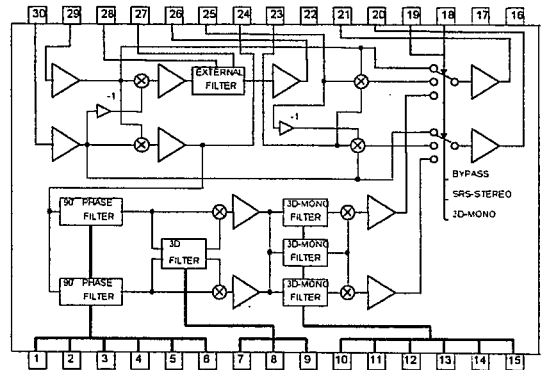 30 29 28 27 26 25 24 23 22 21 20 19 18 17 16
-1
EXTERNAL
FILTER
-1
BYPASS
SRS-STEREO
3D-MONO
90° PHASE
FILTER
3D
FILTER
3D-MONO
FILTER
3D-MONO
FILTER
90° PHASE
FILTER
3D-MONO
FILTER
1 2 3 4 5 6 7 8 9 10 11 12 13 14 15